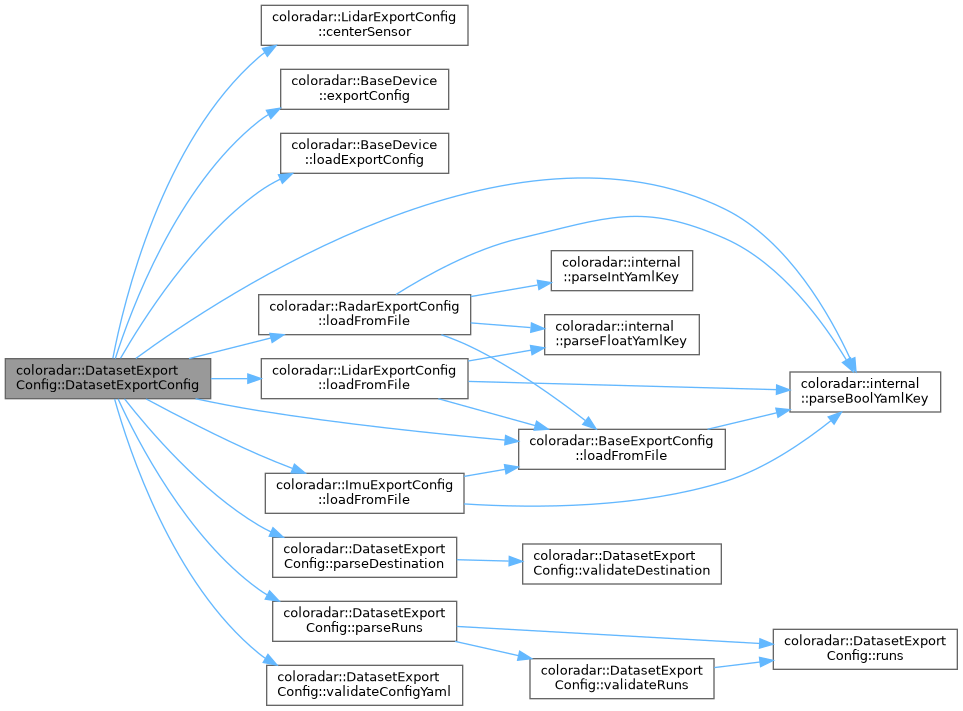 coloradar::LidarExportConfig
::centerSensor
coloradar::BaseDevice
::exportConfig
coloradar::BaseDevice
::loadExportConfig
coloradar::internal
::parseIntYamlKey
coloradar::RadarExportConfig
::loadFromFile
coloradar::internal
::parseFloatYamlKey
coloradar::DatasetExport
Config::DatasetExportConfig
coloradar::LidarExportConfig
::loadFromFile
coloradar::internal
::parseBoolYamlKey
coloradar::BaseExportConfig
::loadFromFile
coloradar::ImuExportConfig
::loadFromFile
coloradar::DatasetExport
Config::parseDestination
coloradar::DatasetExport
Config::validateDestination
coloradar::DatasetExport
Config::parseRuns
coloradar::DatasetExport
Config::runs
coloradar::DatasetExport
Config::validateRuns
coloradar::DatasetExport
Config::validateConfigYaml